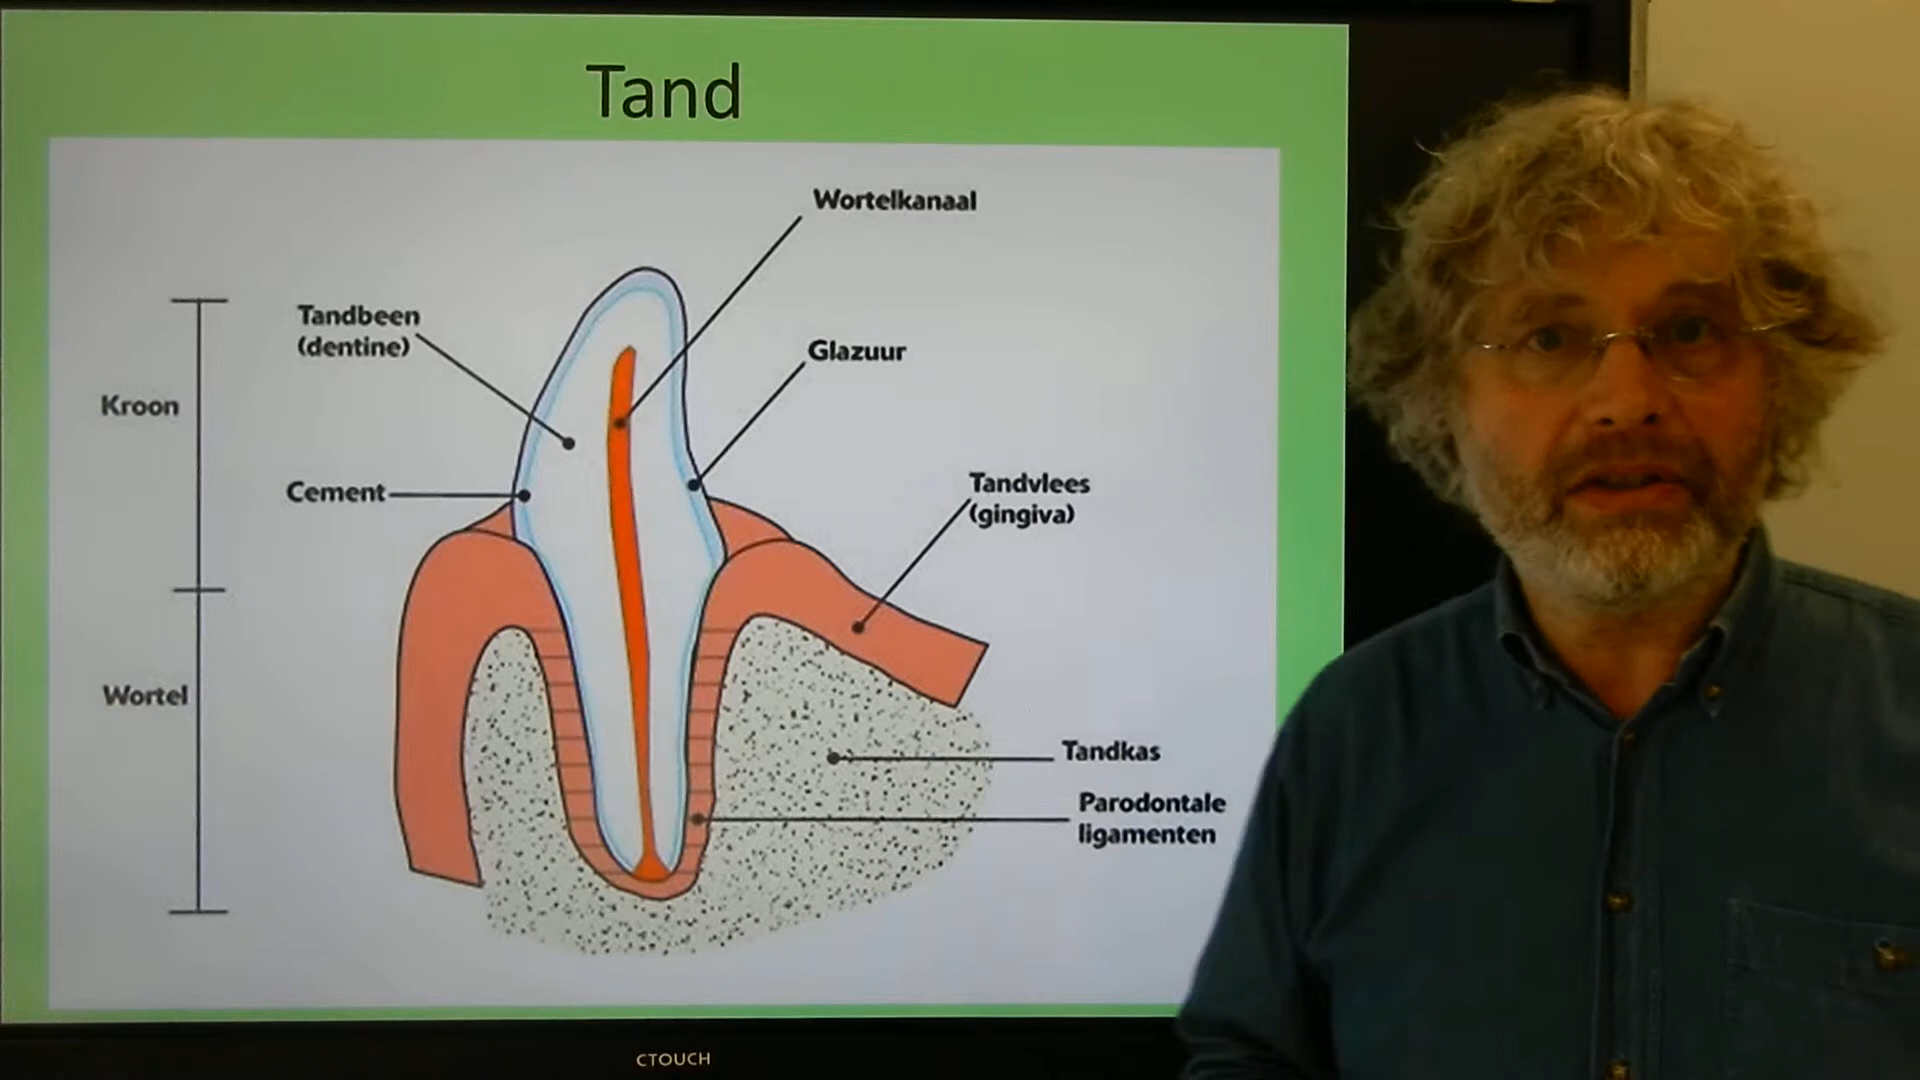 Tand
Wortelkanaal
Tandbeen
(dentine)
Glazuur
Kroon
Cement
Tandvlees
(gingiva)
Wortel
Tandkas
Parodontale
ligamenten
CTOUCH